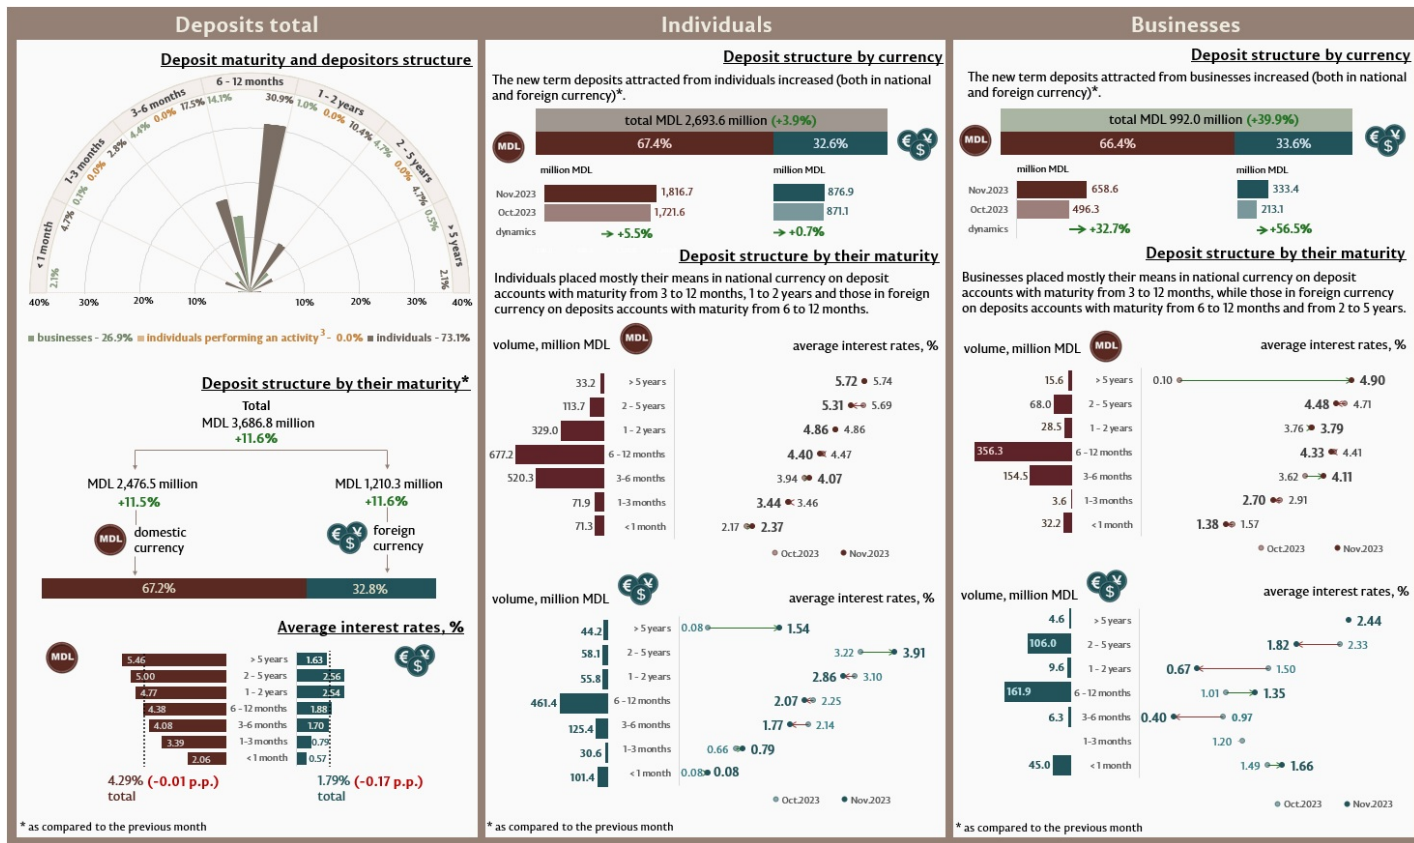 Deposits total
Deposit maturity and depositors structure
< 1 month
1-3 months
3-6 months
6 - 12 months
1 - 2 years
2 - 5 years
> 5 years
2.1%
4.7%
0.1%
0.0%
2.8%
4.4%
0.0%
17.5%
14.1%
30.9%
1.0%
0.0%
10.4%
4.7%
0.0%
4.7%
0.5%
2.1%
40% 30% 20% 10% 10% 20% 30% 40%
businesses - 26.9% individuals performing an activity 3 - 0.0% individuals - 73.1%
Deposit structure by their maturity*
Total
MDL 3,686.8 million
+11.6%
MDL 2,476.5 million MDL 1,210.3 million
+11.5% +11.6%
MDL domestic currency
€ ¥ $ foreign currency
67.2% 32.8%
Average interest rates, %
MDL € ¥ $
5.46 > 5 years 1.63
5.00 2 - 5 years 2.56
4.77 1 - 2 years 2.54
4.38 6 - 12 months 1.88
4.08 3-6 months 1.70
3.39 1-3 months 0.79
2.06 < 1 month 0.57
4.29% (-0.01 p.p.) 1.79% (-0.17 p.p.)
total total
* as compared to the previous month
Individuals
Deposit structure by currency
The new term deposits attracted from individuals increased (both in national
and foreign currency)*.
total MDL 2,693.6 million (+3.9%)
MDL 67.4% 32.6% € ¥ $
million MDL million MDL
Nov.2023 1,816.7 876.9
Oct.2023 1,721.6 871.1
dynamics +5.5% +0.7%
Deposit structure by their maturity
Individuals placed mostly their means in national currency on deposit
accounts with maturity from 3 to 12 months, 1 to 2 years and those in foreign
currency on deposits accounts with maturity from 6 to 12 months.
volume, million MDL MDL average interest rates, %
33.2 > 5 years 5.72 5.74
113.7 2 - 5 years 5.31 5.69
329.0 1 - 2 years 4.86 4.86
677.2 6 - 12 months 4.40 4.47
520.3 3-6 months 3.94 4.07
71.9 1-3 months 3.44 3.46
71.3 < 1 month 2.17 2.37
Oct.2023 Nov.2023
volume, million MDL € ¥ $ average interest rates, %
44.2 > 5 years 0.08 1.54
58.1 2 - 5 years 3.22 3.91
55.8 1 - 2 years 2.86 3.10
461.4 6 - 12 months 2.07 2.25
125.4 3-6 months 1.77 2.14
30.6 1-3 months 0.66 0.79
101.4 < 1 month 0.08 0.08
Oct.2023 Nov.2023
* as compared to the previous month
Businesses
Deposit structure by currency
The new term deposits attracted from businesses increased (both in national
and foreign currency)*.
total MDL 992.0 million (+39.9%)
MDL 66.4% 33.6% € ¥ $
million MDL million MDL
Nov.2023 658.6 333.4
Oct.2023 496.3 213.1
dynamics +32.7% +56.5%
Deposit structure by their maturity
Businesses placed mostly their means in national currency on deposit
accounts with maturity from 3 to 12 months, while those in foreign currency
on deposits accounts with maturity from 6 to 12 months and from 2 to 5 years.
volume, million MDL MDL average interest rates, %
15.6 > 5 years 0.10 4.90
68.0 2 - 5 years 4.48 4.71
28.5 1 - 2 years 3.76 3.79
356.3 6 - 12 months 4.33 4.41
154.5 3-6 months 3.62 4.11
3.6 1-3 months 2.70 2.91
32.2 < 1 month 1.38 1.57
Oct.2023 Nov.2023
volume, million MDL € ¥ $ average interest rates, %
4.6 > 5 years 2.44
106.0 2 - 5 years 1.82 2.33
9.6 1 - 2 years 0.67 1.50
161.9 6 - 12 months 1.01 1.35
6.3 3-6 months 0.40 0.97
1-3 months 1.20
45.0 < 1 month 1.49 1.66
Oct.2023 Nov.2023
* as compared to the previous month